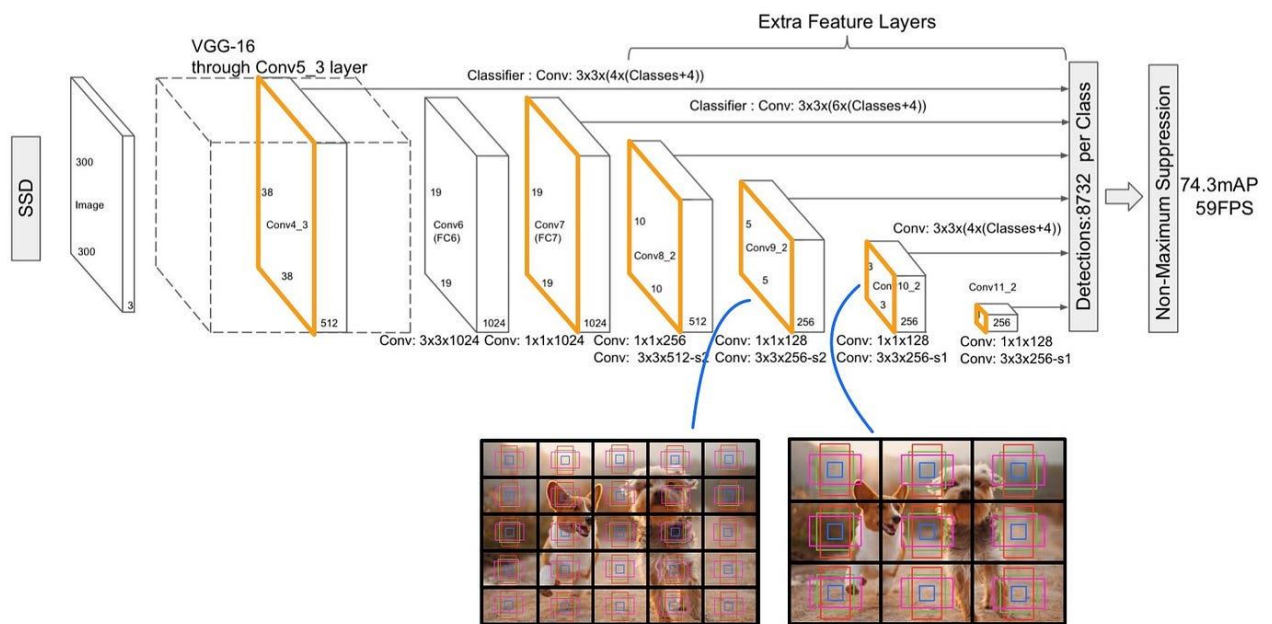 Extra Feature Layers
VGG-16
through Conv5_3 layer
Classifier : Conv: 3x3x(4x(Classes+4))
Classifier : Conv: 3x3x(6x(Classes+4))
SSD
300
Image
300
3
38
Conv4_3
38
512
19
Conv6
(FC6)
19
1024
19
Conv7
(FC7)
19
1024
10
Conv8_2
10
512
5
Conv9_2
5
256
Conv: 3x3x(4x(Classes+4))
3
Conv10_2
3
256
Conv11_2
1
256
Detections:8732 per Class
Non-Maximum Suppression
74.3mAP
59FPS
Conv: 3x3x1024
Conv: 1x1x1024
Conv: 1x1x256
Conv: 3x3x512-s2
Conv: 1x1x128
Conv: 3x3x256-s2
Conv: 1x1x128
Conv: 3x3x256-s1
Conv: 1x1x128
Conv: 3x3x256-s1